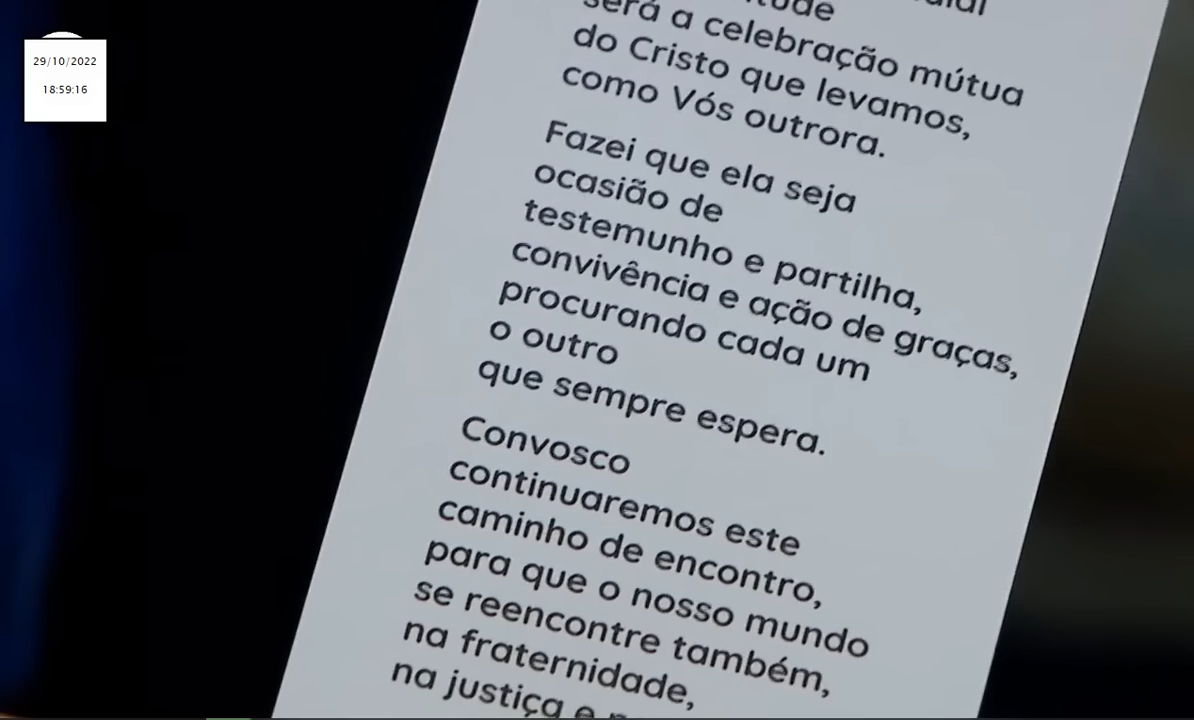 29/10/2022
18:59:16
será a celebração mútua
do Cristo que levamos,
como Vós outrora.
Fazei que ela seja
ocasião de
testemunho e partilha,
convivência e ação de graças,
procurando cada um
o outro
que sempre espera.
Convosco
continuaremos este
caminho de encontro,
para que o nosso mundo
se reencontre também,
na fraternidade,
na justiça e